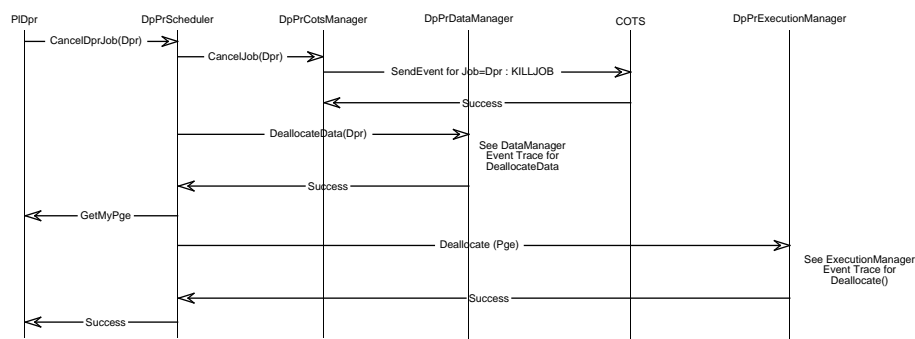 PlDpr
DpPrScheduler
DpPrCotsManager
DpPrDataManager
COTS
DpPrExecutionManager
CancelDprJob(Dpr)
CancelJob(Dpr)
SendEvent for Job=Dpr : KILLJOB
Success
DeallocateData(Dpr)
See DataManager
Event Trace for
DeallocateData
Success
GetMyPge
Deallocate (Pge)
See ExecutionManager
Event Trace for
Deallocate()
Success
Success